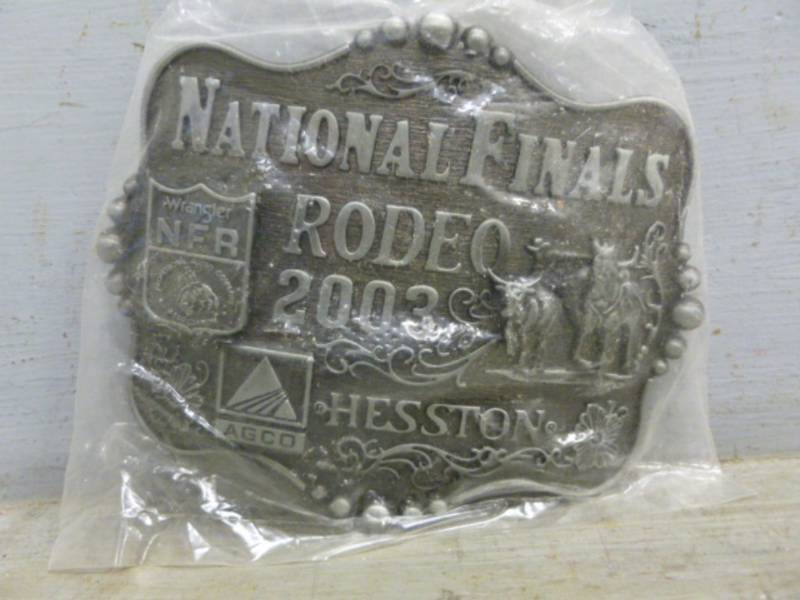 NATIONAL FINALS
RODEO
2003
Wrangler
NFR
AGCO
HESSTON